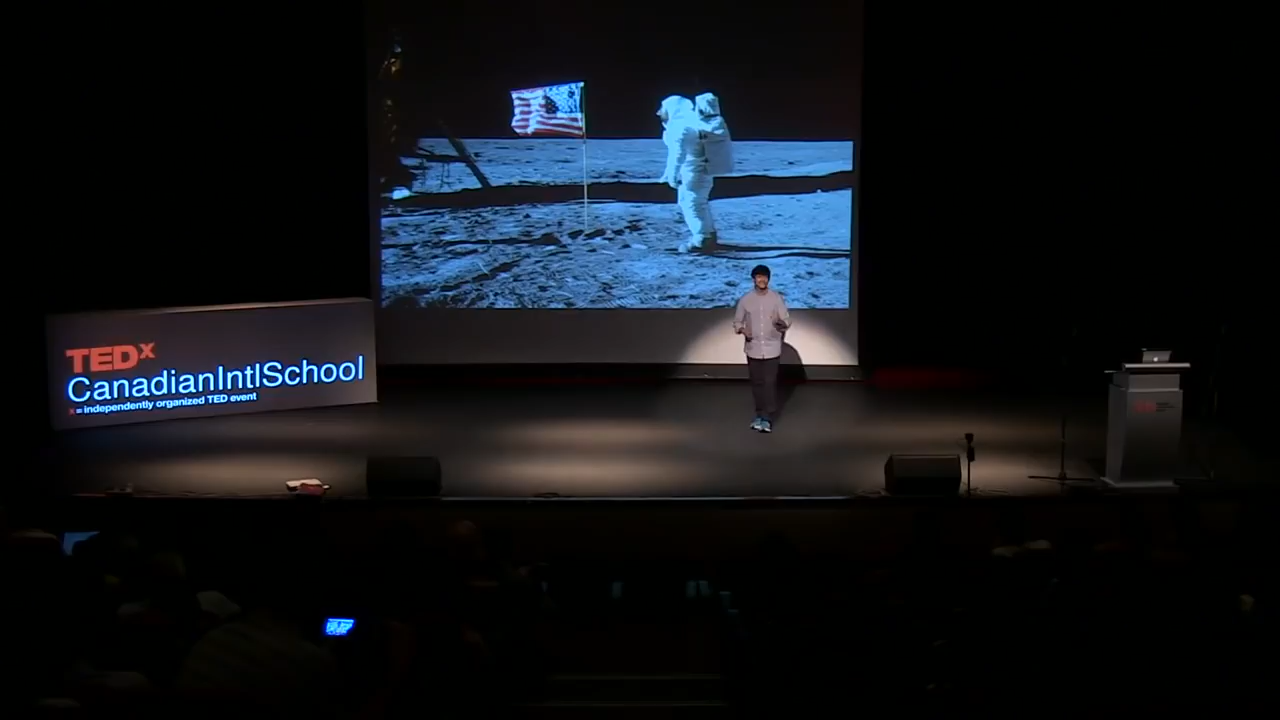 TEDx
CanadianIntlSchool
x = independently organized TED event